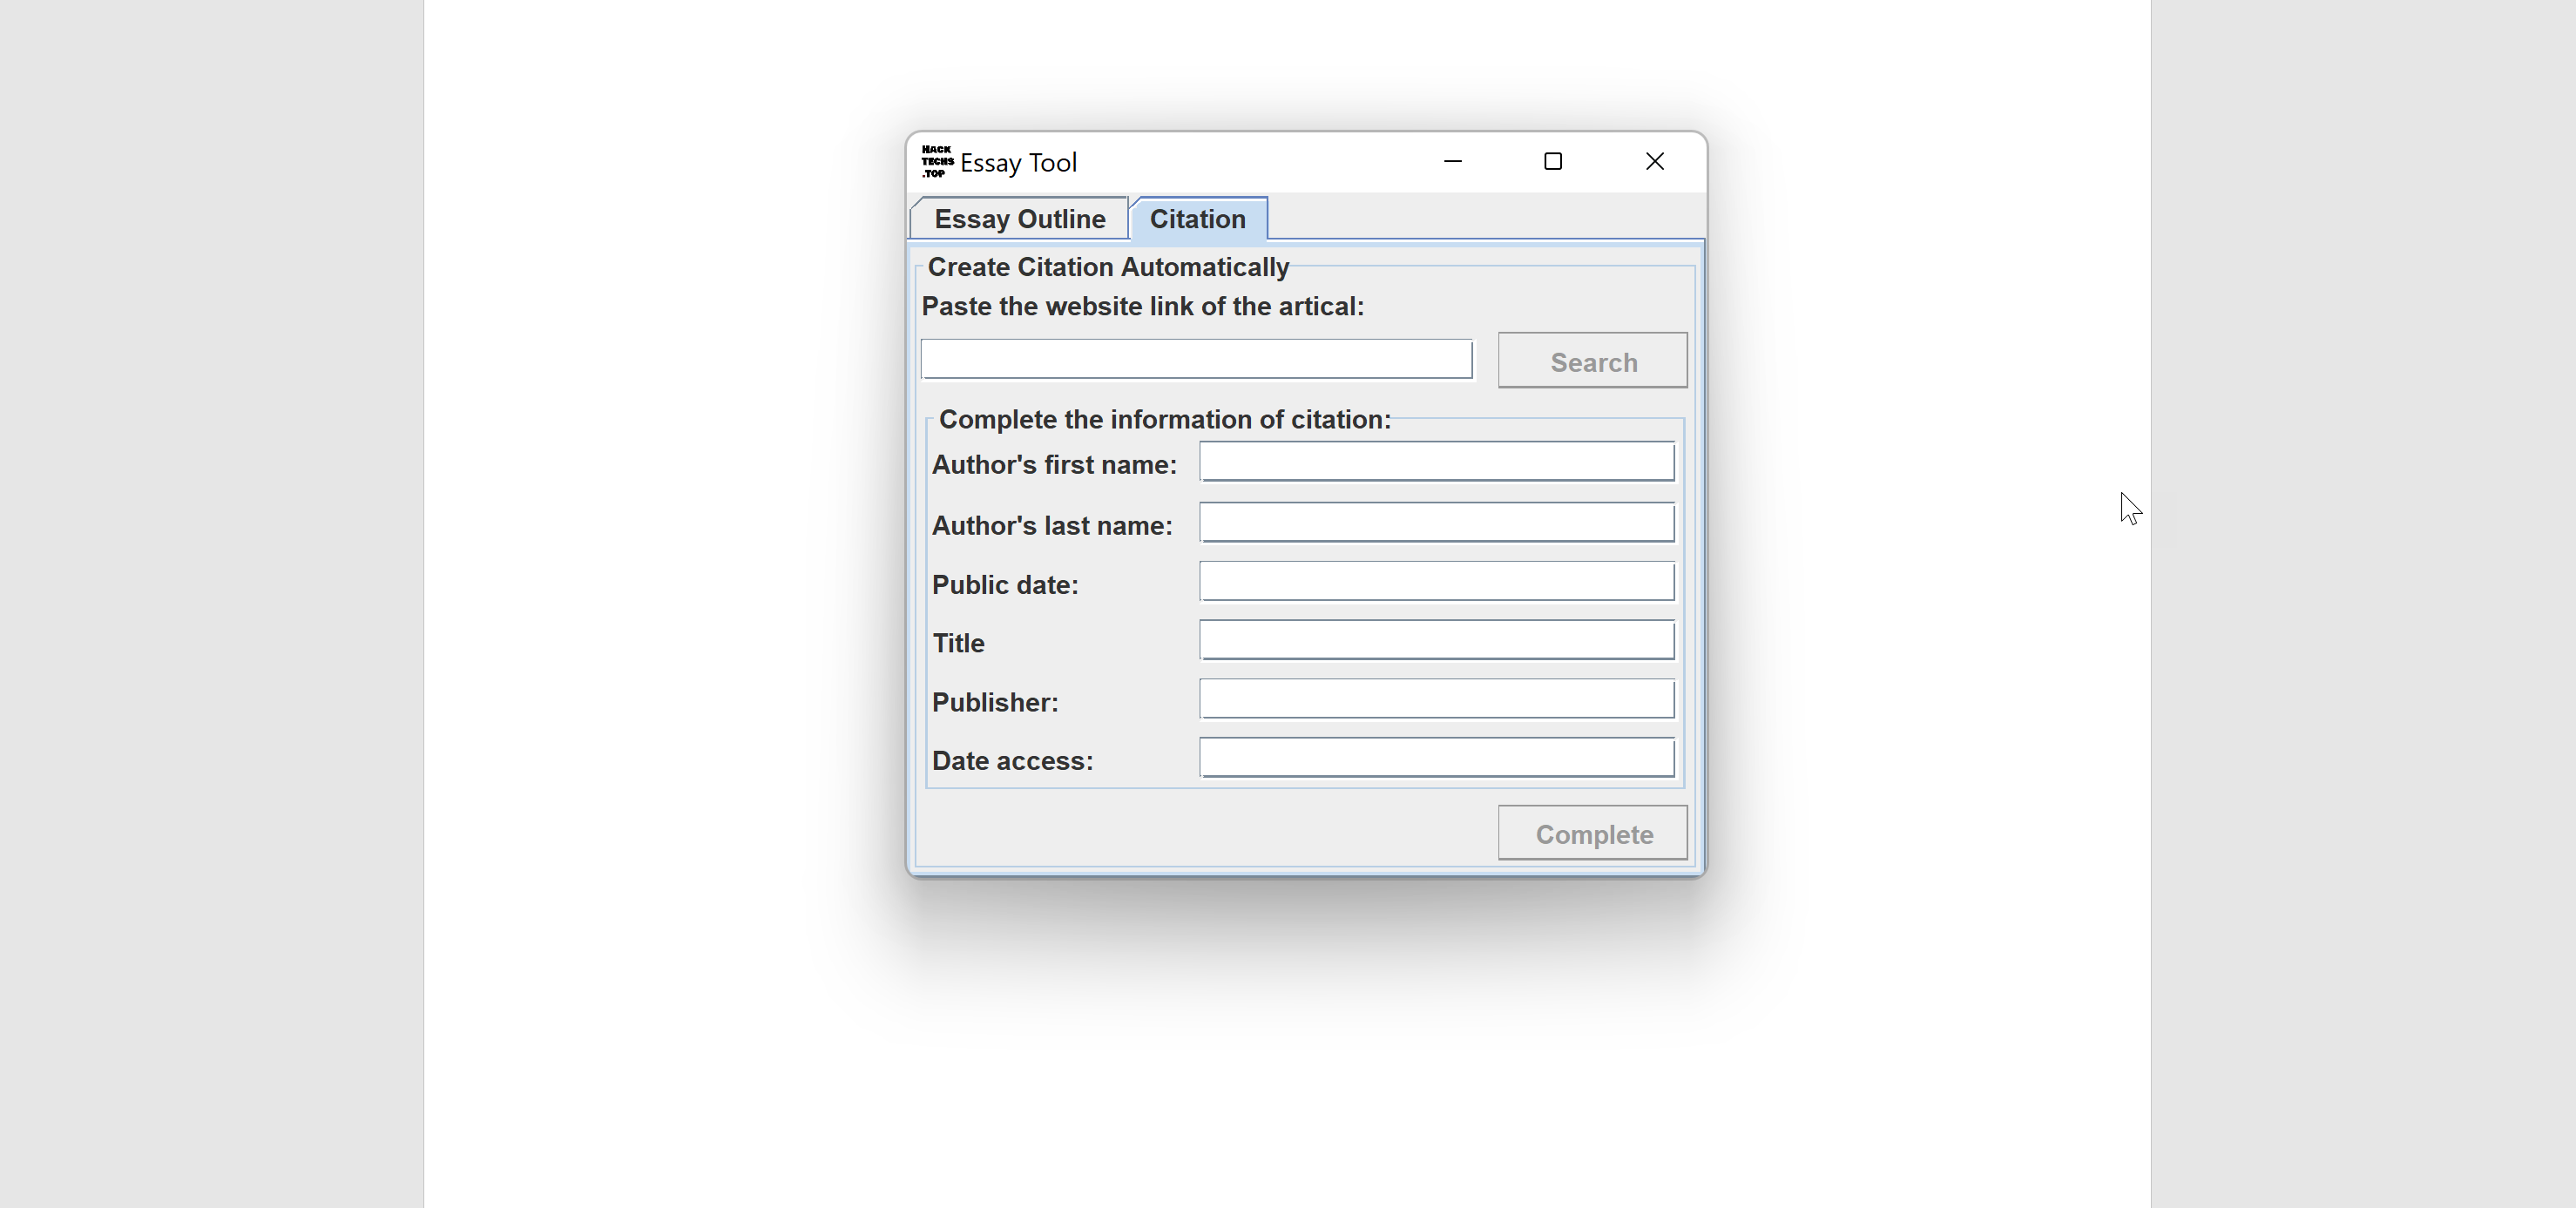 HACK
TECHS
.TOP
Essay Tool
Essay Outline
Citation
Create Citation Automatically
Paste the website link of the artical:
Search
Complete the information of citation:
Author's first name:
Author's last name:
Public date:
Title
Publisher:
Date access:
Complete